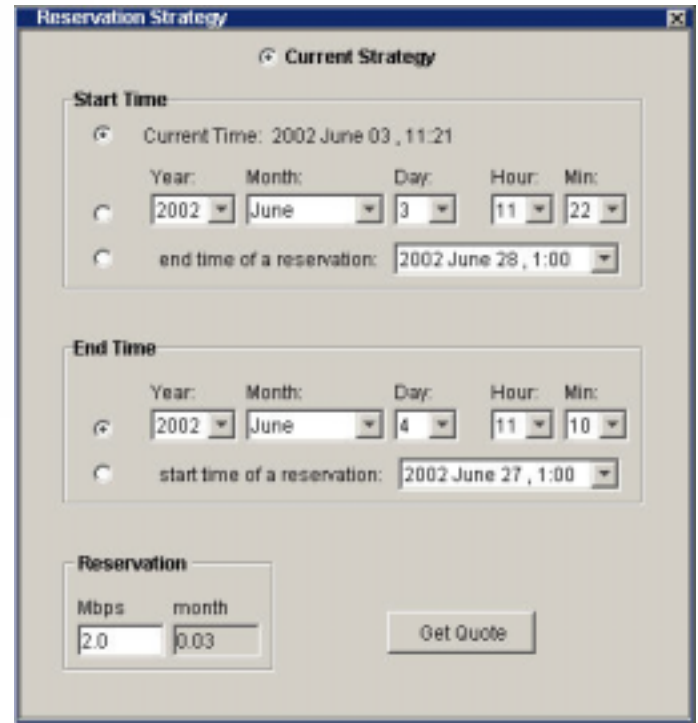 Reservation Strategy
Current Strategy
Start Time
Current Time: 2002 June 03 , 11:21
Year: Month: Day: Hour: Min:
2002 June 3 11 22
end time of a reservation: 2002 June 28 , 1:00
End Time
Year: Month: Day: Hour: Min:
2002 June 4 11 10
start time of a reservation: 2002 June 27 , 1:00
Reservation
Mbps month
2.0 0.03
Get Quote